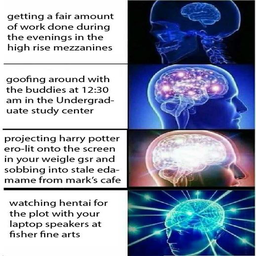 getting a fair amount
of work done during
the evenings in the
high rise mezzanines
goofing around with
the buddies at 12:30
am in the Undergrad-
uate study center
projecting harry potter
ero-lit onto the screen
in your weigle gsr and
sobbing into stale eda-
mame from mark's cafe
watching hentai for
the plot with your
laptop speakers at
fisher fine arts